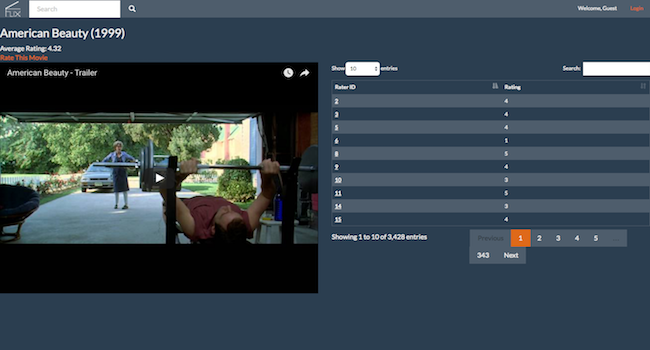 FLIX
Search
Welcome, Guest
Login
American Beauty (1999)
Average Rating: 4.32
Rate This Movie
American Beauty - Trailer
Show 10 entries
Search:
Rater ID Rating
2 4
3 4
5 4
6 1
8 5
9 4
10 3
11 5
14 3
15 4
Showing 1 to 10 of 3,428 entries
Previous 1 2 3 4 5 …
343 Next